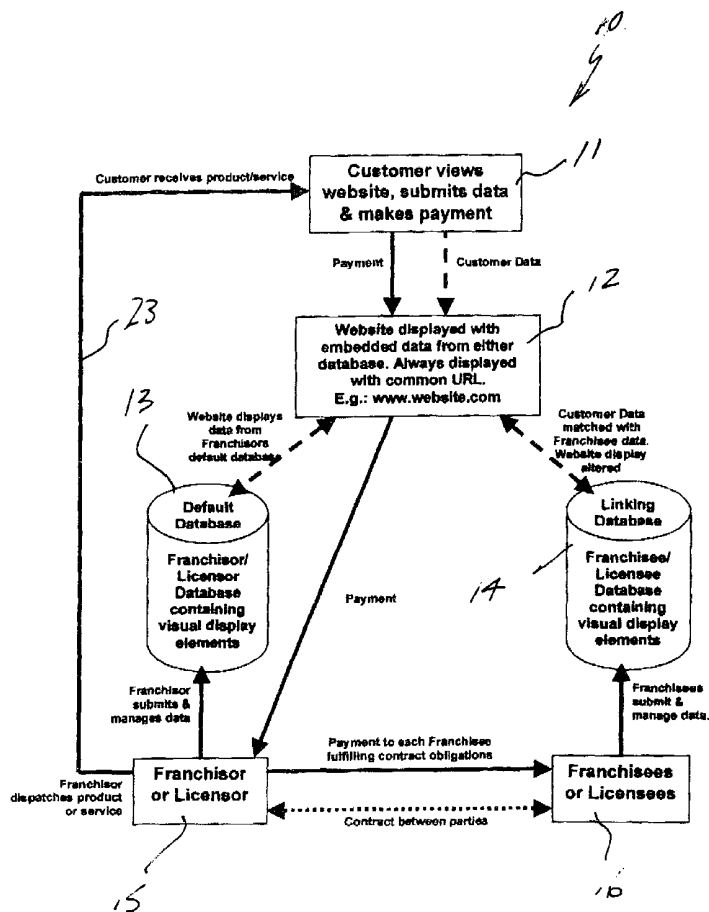 10
Customer receives product/service
Customer views
website, submits data
& makes payment
11
Payment
Customer Data
12
Website displayed with
embedded data from either
database. Always displayed
with common URL.
E.g.: www.website.com
23
13
Website displays
data from
Franchisors
default database
Customer Data
matched with
Franchisee data.
Website display
altered
Default
Database
Franchisor/
Licensor
Database
containing
visual display
elements
Linking
Database
Franchisee/
Licensee
Database
containing
visual display
elements
14
Payment
Franchisor
submits &
manages data
Franchisees
submit &
manage data.
Payment to each Franchisee
fulfilling contract obligations
Franchisor
dispatches product
or service
Franchisor
or Licensor
Franchisees
or Licensees
Contract between parties
15
16